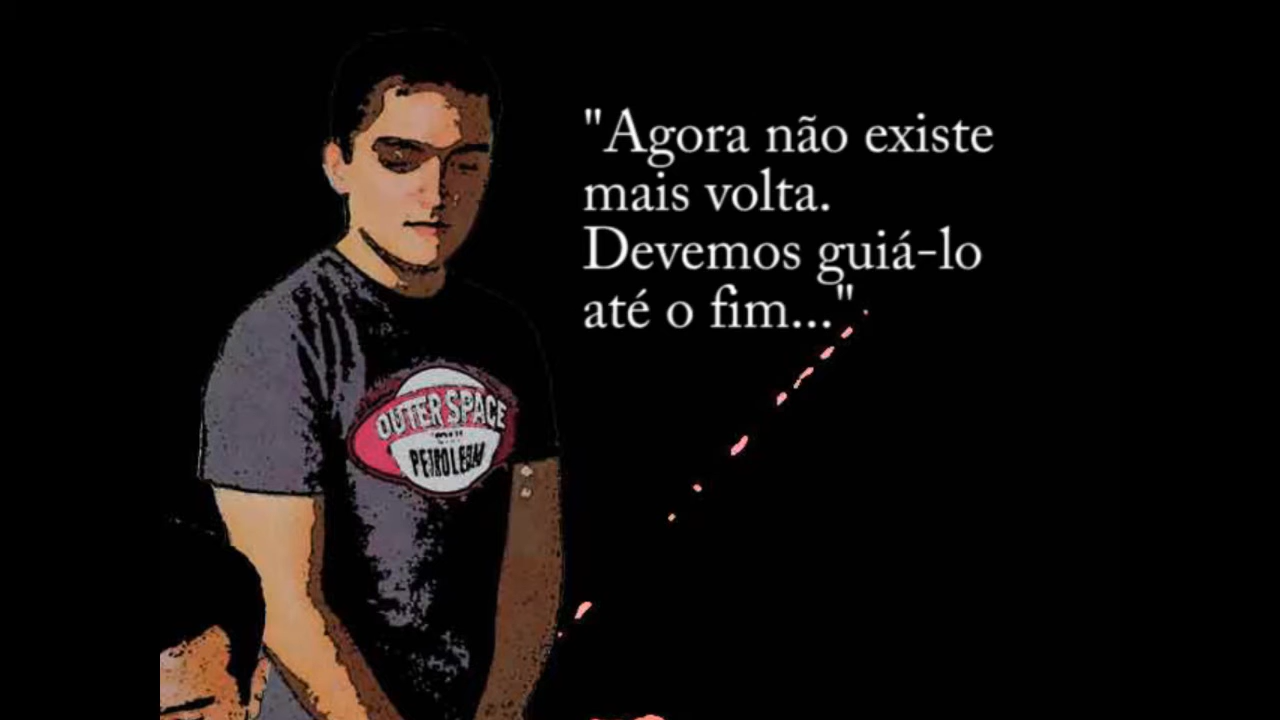 "Agora não existe
mais volta.
Devemos guiá-lo
até o fim..."
OUTER SPACE
PETROLEUM